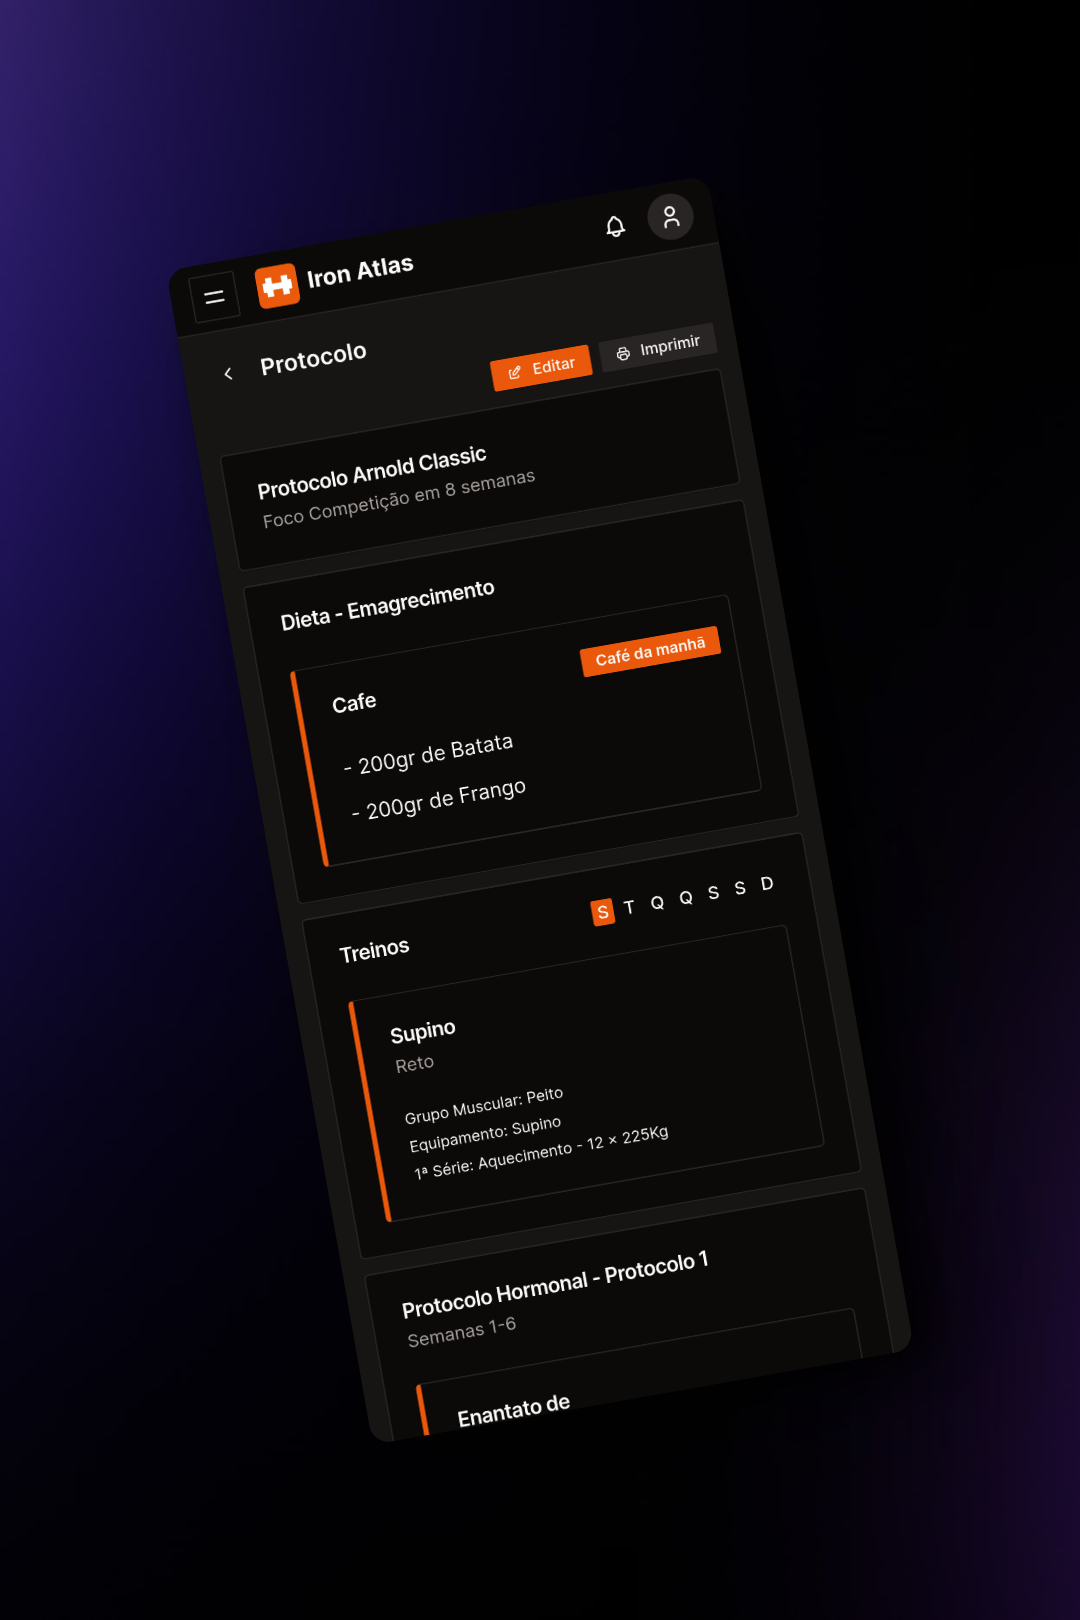 Iron Atlas
Protocolo
Editar
Imprimir
Protocolo Arnold Classic
Foco Competição em 8 semanas
Dieta - Emagrecimento
Café da manhã
Cafe
- 200gr de Batata
- 200gr de Frango
Treinos
S T Q Q S S D
Supino
Reto
Grupo Muscular: Peito
Equipamento: Supino
1ª Série: Aquecimento - 12 × 225Kg
Protocolo Hormonal - Protocolo 1
Semanas 1-6
Enantato de